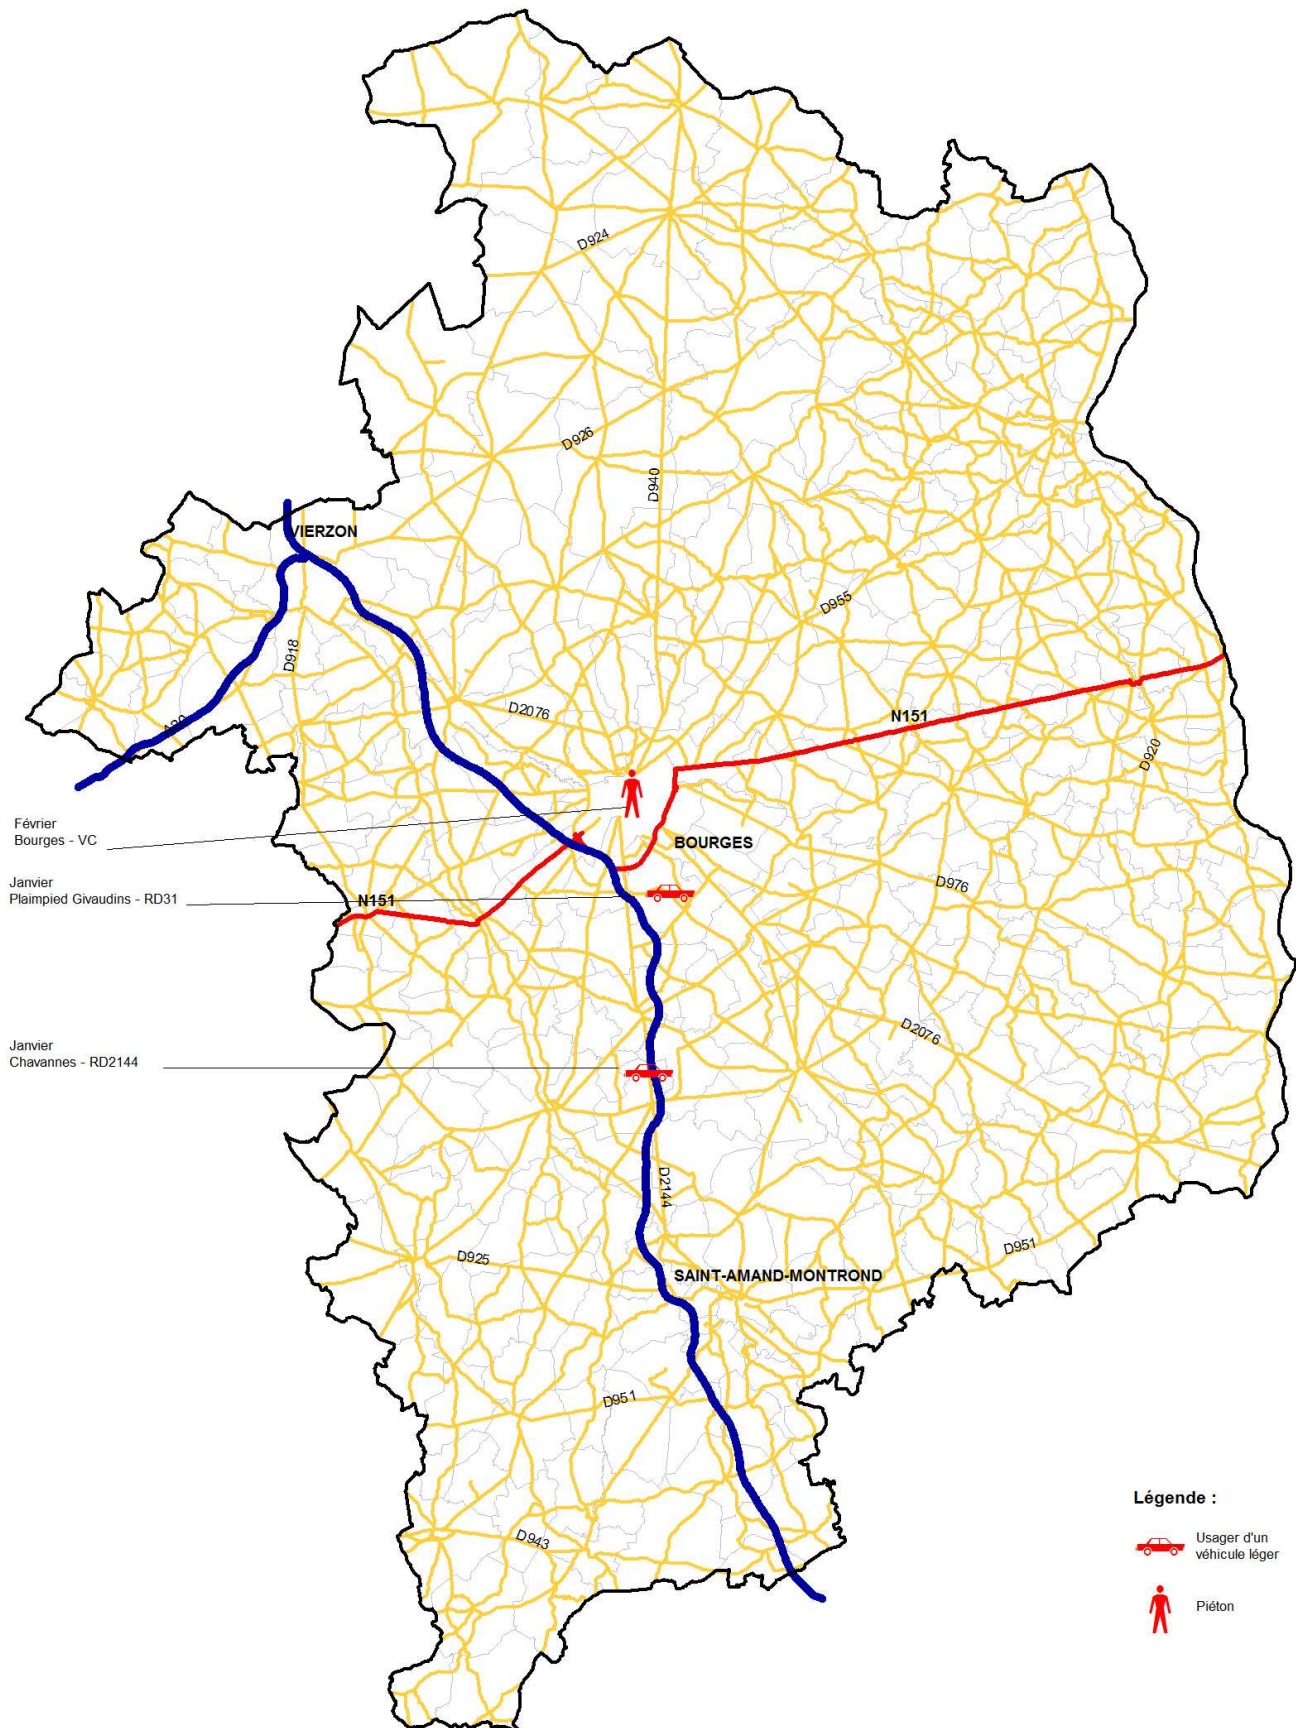 D924
D926
D940
VIERZON
D955
D918
D2076
N151
D920
Février
Bourges - VC
BOURGES
Janvier
Plaimpied Givaudins - RD31
D976
N151
D2076
Janvier
Chavannes - RD2144
D2144
D951
D925
SAINT-AMAND-MONTROND
D951
Légende :
D943
Usager d'un
véhicule léger
Piéton